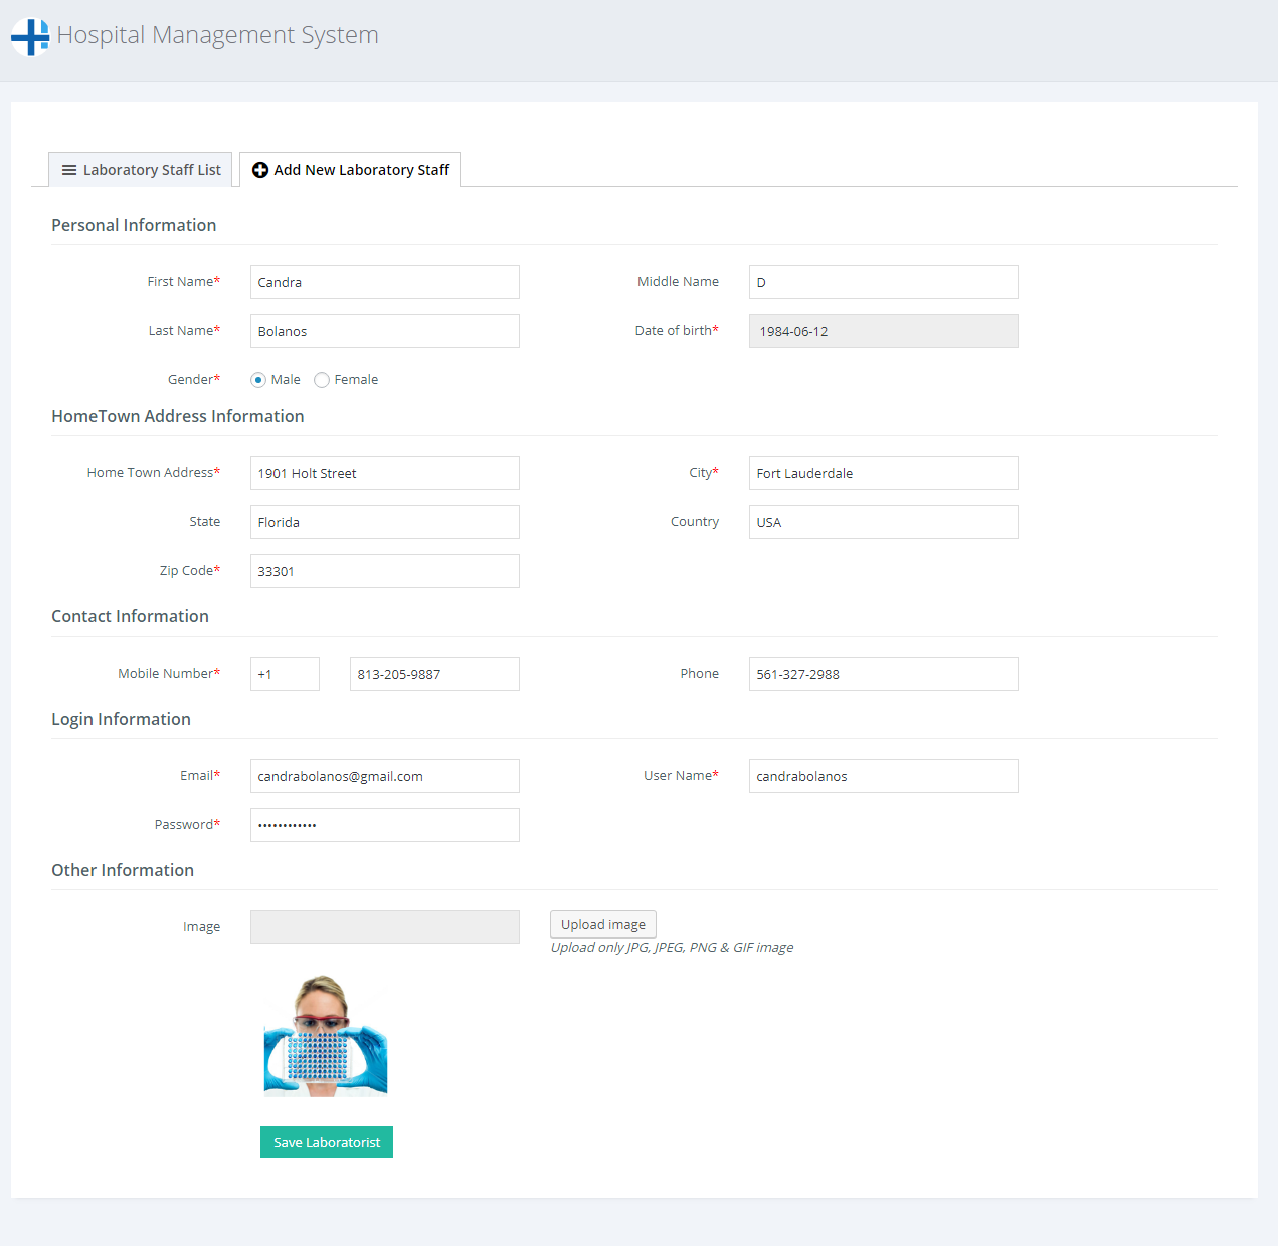 Hospital Management System
Laboratory Staff List
Add New Laboratory Staff
Personal Information
First Name* Candra Middle Name D
Last Name* Bolanos Date of birth* 1984-06-12
Gender* Male Female
HomeTown Address Information
Home Town Address* 1901 Holt Street City* Fort Lauderdale
State Florida Country USA
Zip Code* 33301
Contact Information
Mobile Number* +1 813-205-9887 Phone 561-327-2988
Login Information
Email* candrabolanos@gmail.com User Name* candrabolanos
Password* ••••••••••••
Other Information
Image Upload image
Upload only JPG, JPEG, PNG & GIF image
Save Laboratorist